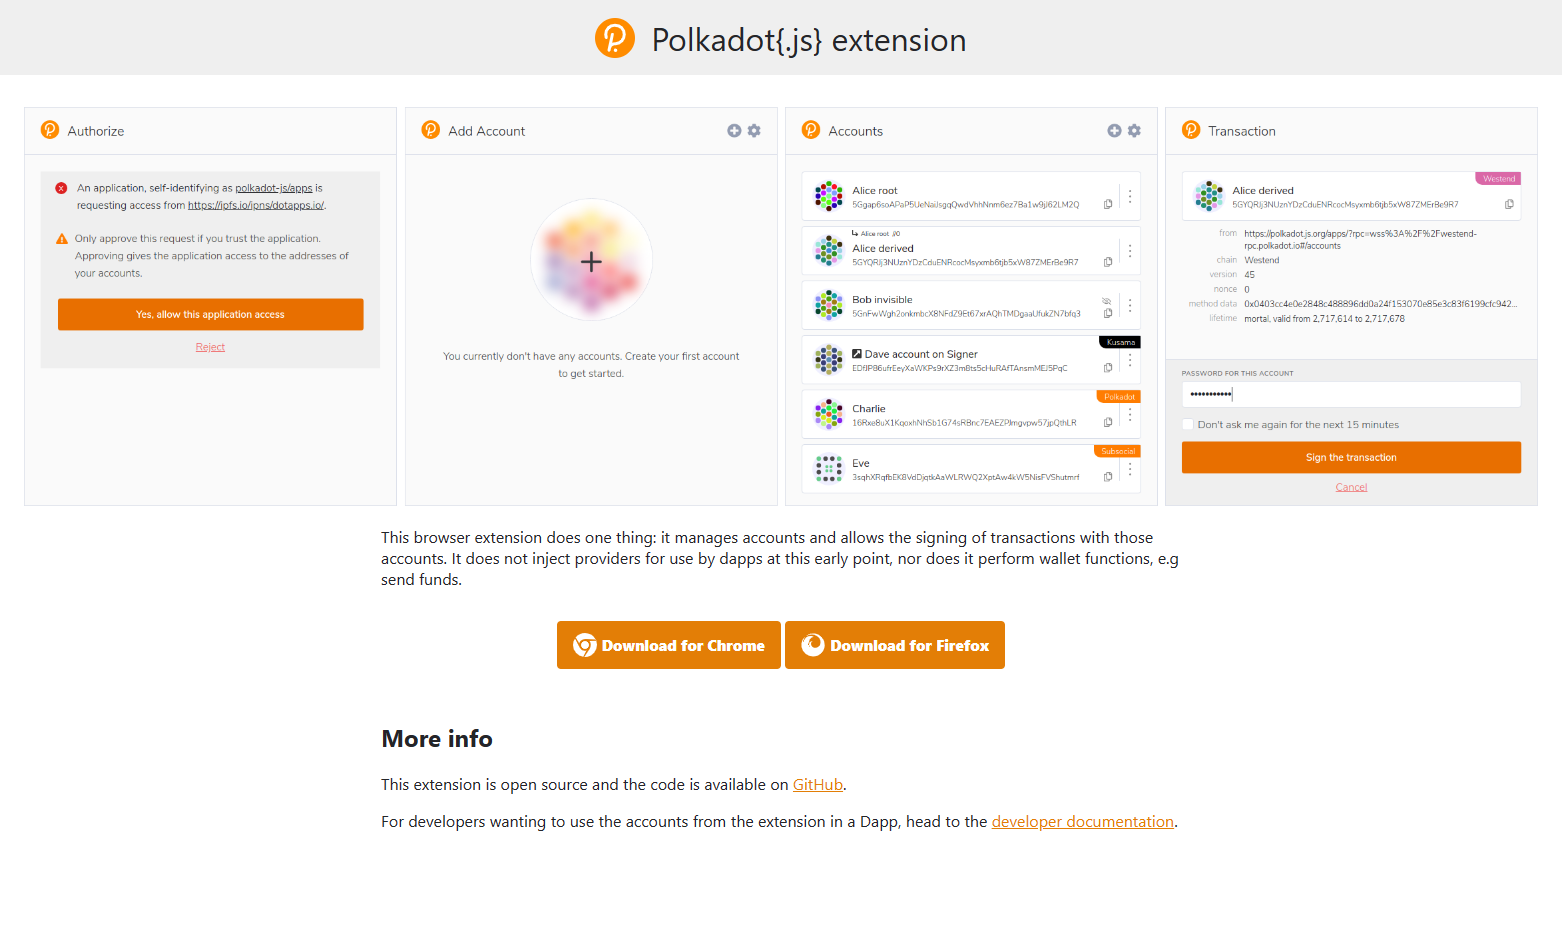 Polkadot{.js} extension
Authorize
An application, self-identifying as polkadot-js/apps is
requesting access from https://ipfs.io/ipns/dotapps.io/.
Only approve this request if you trust the application.
Approving gives the application access to the addresses of
your accounts.
Yes, allow this application access
Reject
Add Account
You currently don't have any accounts. Create your first account
to get started.
Accounts
Alice root
5Ggap6soAPaP5UeNaiJsgqQwdVhhNnm6ez7Ba1w9jJ62LM2Q
Alice root //0
Alice derived
5GYQRJj3NUznYDzCduENRcocMsyxmb6tjb5xW87ZMErBe9R7
Bob invisible
5GnFwWgh2onkmbcX8NFdZ9Et67xrAQhTMDgaaUfukZN7bfq3
Kusama
Dave account on Signer
EDfJP86ufrEeyXaWKPs9rXZ3m8ts5cHuRAfTAnsmMEJ5PqC
Polkadot
Charlie
16Rxe8uX1KqoxhNhSb1G74sRBnc7EAEZPJmgvpw57jpQthLR
Subsocial
Eve
3sqhXRqfbEK8VdDjqtkAaWLRWQ2XptAw4kW5NisFVShutmrf
Transaction
Westend
Alice derived
5GYQRJj3NUznYDzCduENRcocMsyxmb6tjb5xW87ZMErBe9R7
from https://polkadot.js.org/apps/?rpc=wss%3A%2F%2Fwestend-
rpc.polkadot.io#/accounts
chain Westend
version 45
nonce 0
method data 0x0403cc4e0e2848c488896dd0a24f153070e85e3c83f6199cfc942...
lifetime mortal, valid from 2,717,614 to 2,717,678
PASSWORD FOR THIS ACCOUNT
•••••••••••
Don't ask me again for the next 15 minutes
Sign the transaction
Cancel
This browser extension does one thing: it manages accounts and allows the signing of transactions with those
accounts. It does not inject providers for use by dapps at this early point, nor does it perform wallet functions, e.g
send funds.
Download for Chrome
Download for Firefox
More info
This extension is open source and the code is available on GitHub.
For developers wanting to use the accounts from the extension in a Dapp, head to the developer documentation.